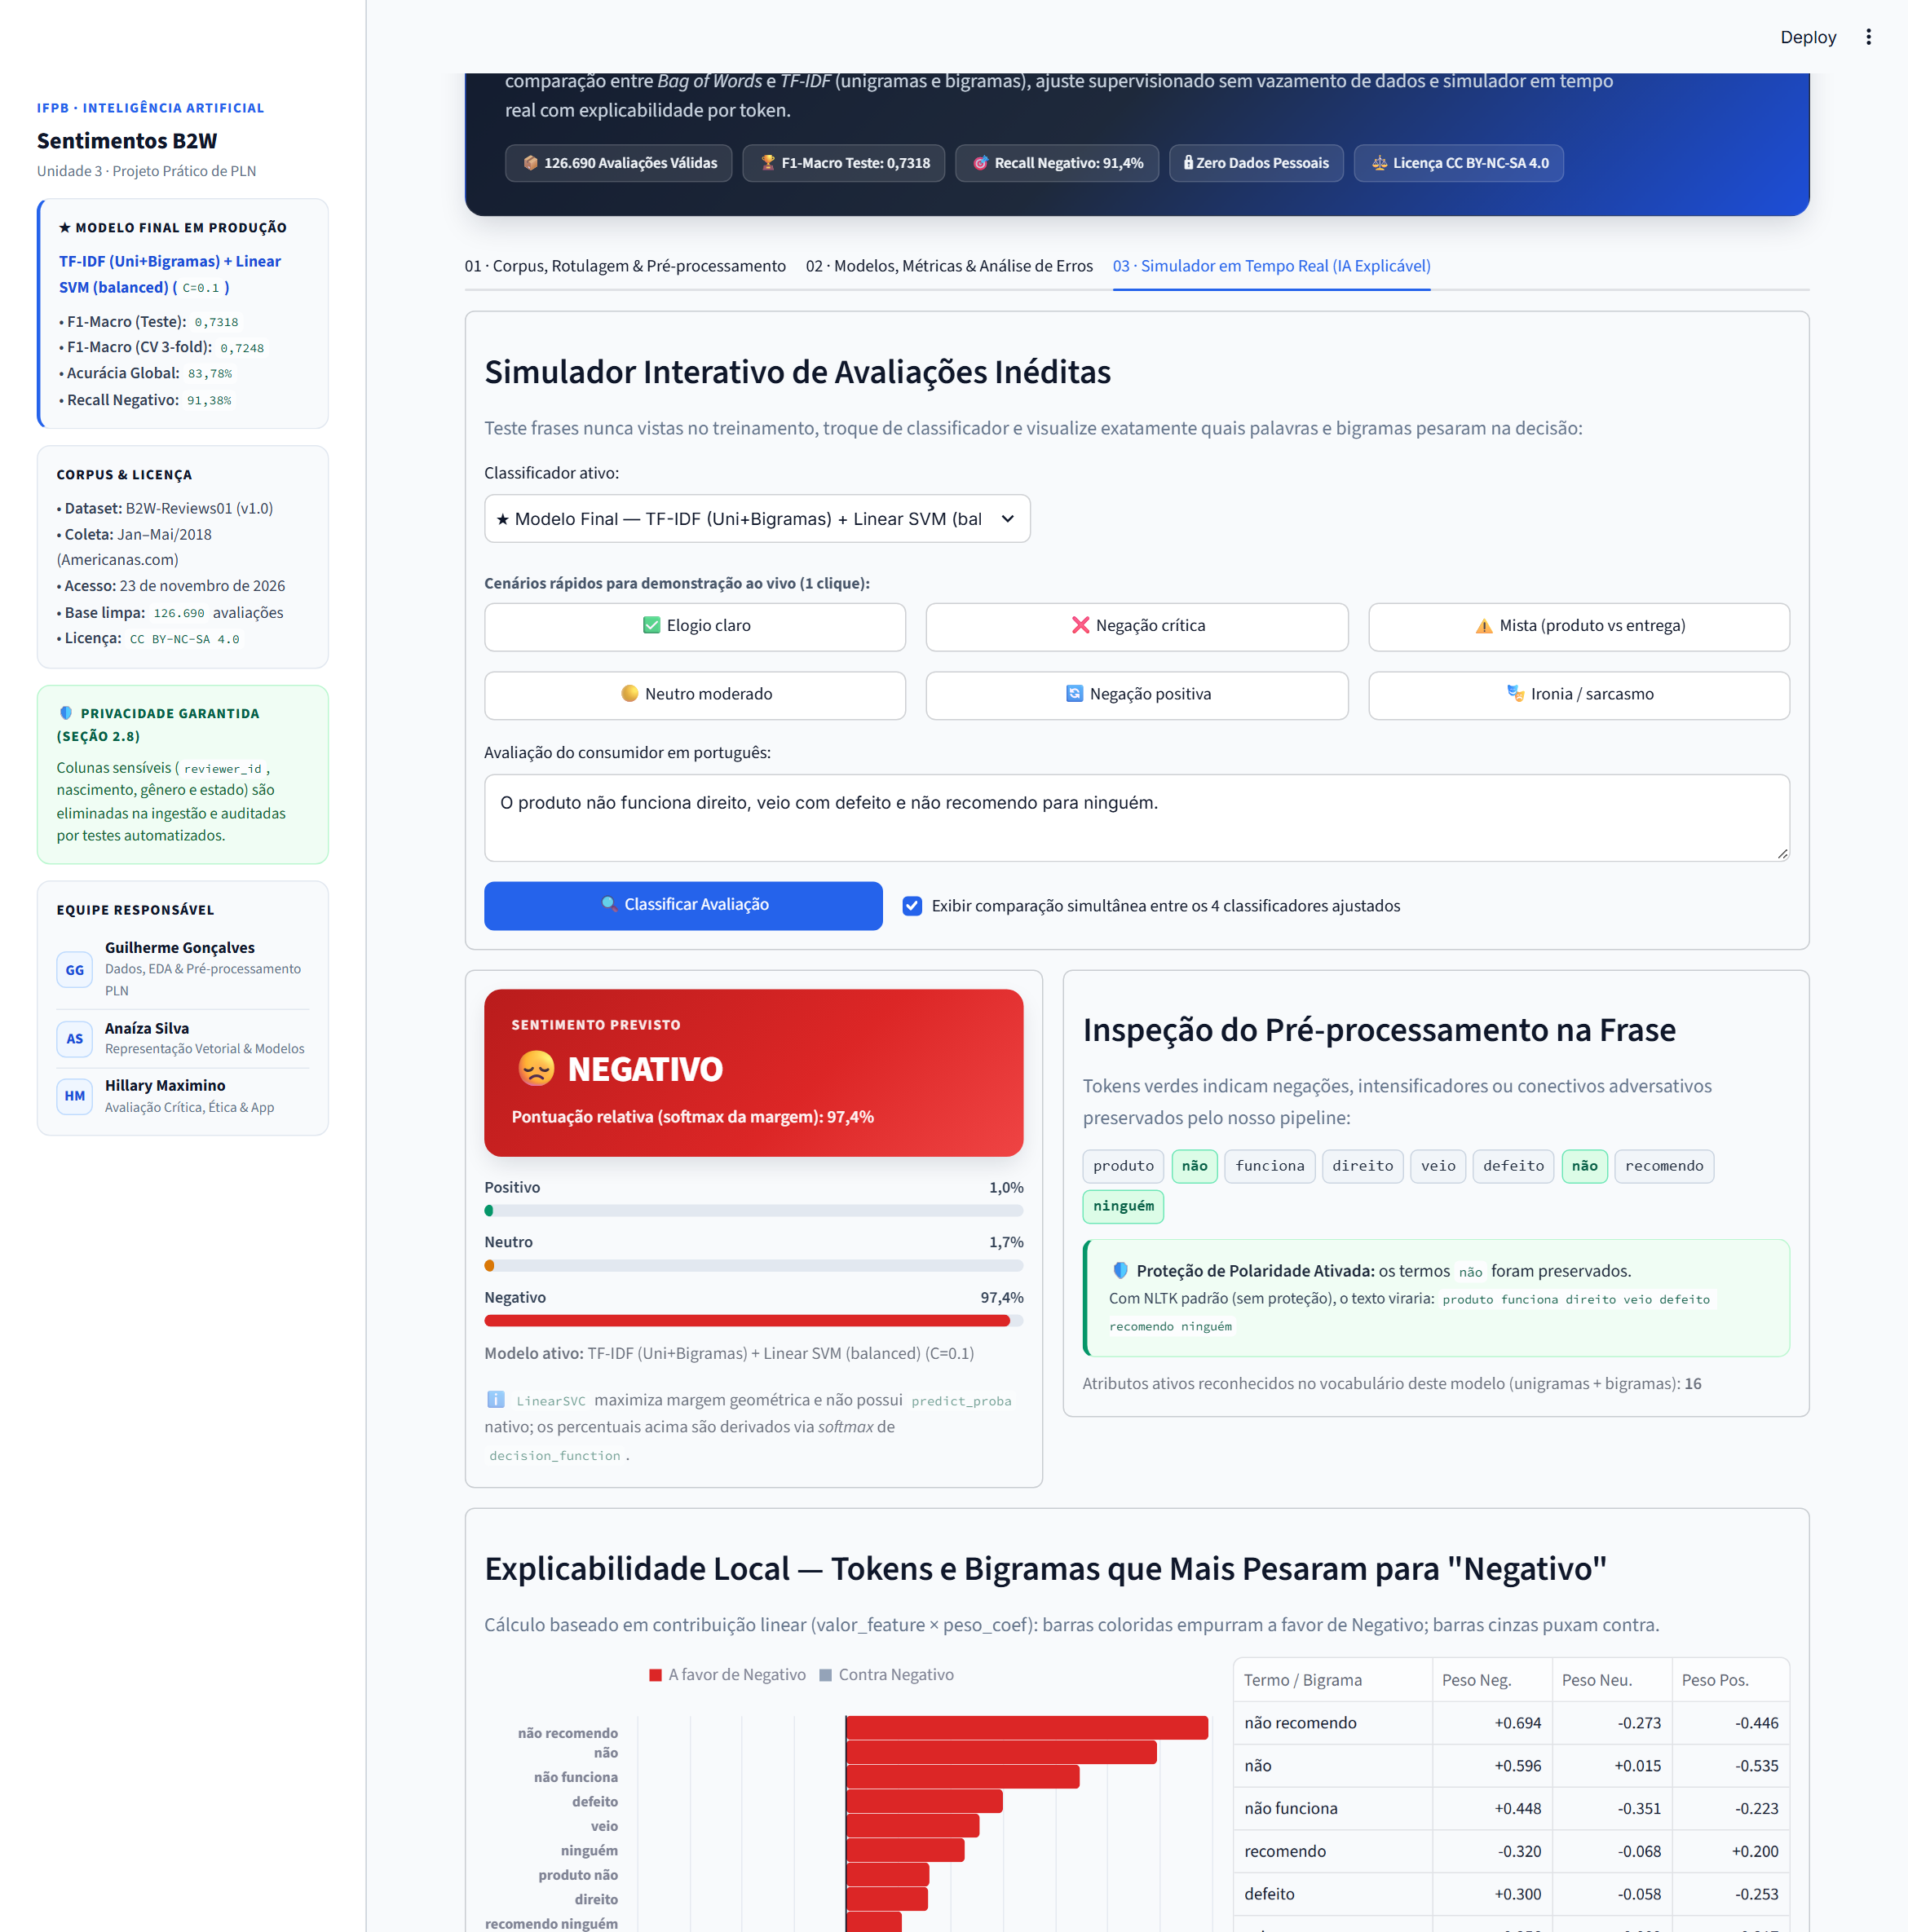 Deploy
IFPB · INTELIGÊNCIA ARTIFICIAL
Sentimentos B2W
Unidade 3 · Projeto Prático de PLN
★ MODELO FINAL EM PRODUÇÃO
TF-IDF (Uni+Bigramas) + Linear
SVM (balanced) ( C=0.1 )
• F1-Macro (Teste): 0,7318
• F1-Macro (CV 3-fold): 0,7248
• Acurácia Global: 83,78%
• Recall Negativo: 91,38%
CORPUS & LICENÇA
• Dataset: B2W-Reviews01 (v1.0)
• Coleta: Jan–Mai/2018
(Americanas.com)
• Acesso: 23 de novembro de 2026
• Base limpa: 126.690 avaliações
• Licença: CC BY-NC-SA 4.0
PRIVACIDADE GARANTIDA
(SEÇÃO 2.8)
Colunas sensíveis ( reviewer_id ,
nascimento, gênero e estado) são
eliminadas na ingestão e auditadas
por testes automatizados.
EQUIPE RESPONSÁVEL
GG
Guilherme Gonçalves
Dados, EDA & Pré-processamento
PLN
AS
Anaíza Silva
Representação Vetorial & Modelos
HM
Hillary Maximino
Avaliação Crítica, Ética & App
comparação entre Bag of Words e TF-IDF (unigramas e bigramas), ajuste supervisionado sem vazamento de dados e simulador em tempo
real com explicabilidade por token.
126.690 Avaliações Válidas
F1-Macro Teste: 0,7318
Recall Negativo: 91,4%
Zero Dados Pessoais
Licença CC BY-NC-SA 4.0
01 · Corpus, Rotulagem & Pré-processamento
02 · Modelos, Métricas & Análise de Erros
03 · Simulador em Tempo Real (IA Explicável)
Simulador Interativo de Avaliações Inéditas
Teste frases nunca vistas no treinamento, troque de classificador e visualize exatamente quais palavras e bigramas pesaram na decisão:
Classificador ativo:
★ Modelo Final — TF-IDF (Uni+Bigramas) + Linear SVM (bal
Cenários rápidos para demonstração ao vivo (1 clique):
Elogio claro
Negação crítica
Mista (produto vs entrega)
Neutro moderado
Negação positiva
Ironia / sarcasmo
Avaliação do consumidor em português:
O produto não funciona direito, veio com defeito e não recomendo para ninguém.
Classificar Avaliação
Exibir comparação simultânea entre os 4 classificadores ajustados
SENTIMENTO PREVISTO
NEGATIVO
Pontuação relativa (softmax da margem): 97,4%
Positivo 1,0%
Neutro 1,7%
Negativo 97,4%
Modelo ativo: TF-IDF (Uni+Bigramas) + Linear SVM (balanced) (C=0.1)
LinearSVC maximiza margem geométrica e não possui predict_proba
nativo; os percentuais acima são derivados via softmax de
decision_function .
Inspeção do Pré-processamento na Frase
Tokens verdes indicam negações, intensificadores ou conectivos adversativos
preservados pelo nosso pipeline:
produto não funciona direito veio defeito não recomendo
ninguém
Proteção de Polaridade Ativada: os termos não foram preservados.
Com NLTK padrão (sem proteção), o texto viraria: produto funciona direito veio defeito
recomendo ninguém
Atributos ativos reconhecidos no vocabulário deste modelo (unigramas + bigramas): 16
Explicabilidade Local — Tokens e Bigramas que Mais Pesaram para "Negativo"
Cálculo baseado em contribuição linear (valor_feature × peso_coef): barras coloridas empurram a favor de Negativo; barras cinzas puxam contra.
A favor de Negativo
Contra Negativo
não recomendo
não
não funciona
defeito
veio
ninguém
produto não
direito
recomendo ninguém
Termo / Bigrama Peso Neg. Peso Neu. Peso Pos.
não recomendo +0.694 -0.273 -0.446
não +0.596 +0.015 -0.535
não funciona +0.448 -0.351 -0.223
recomendo -0.320 -0.068 +0.200
defeito +0.300 -0.058 -0.253